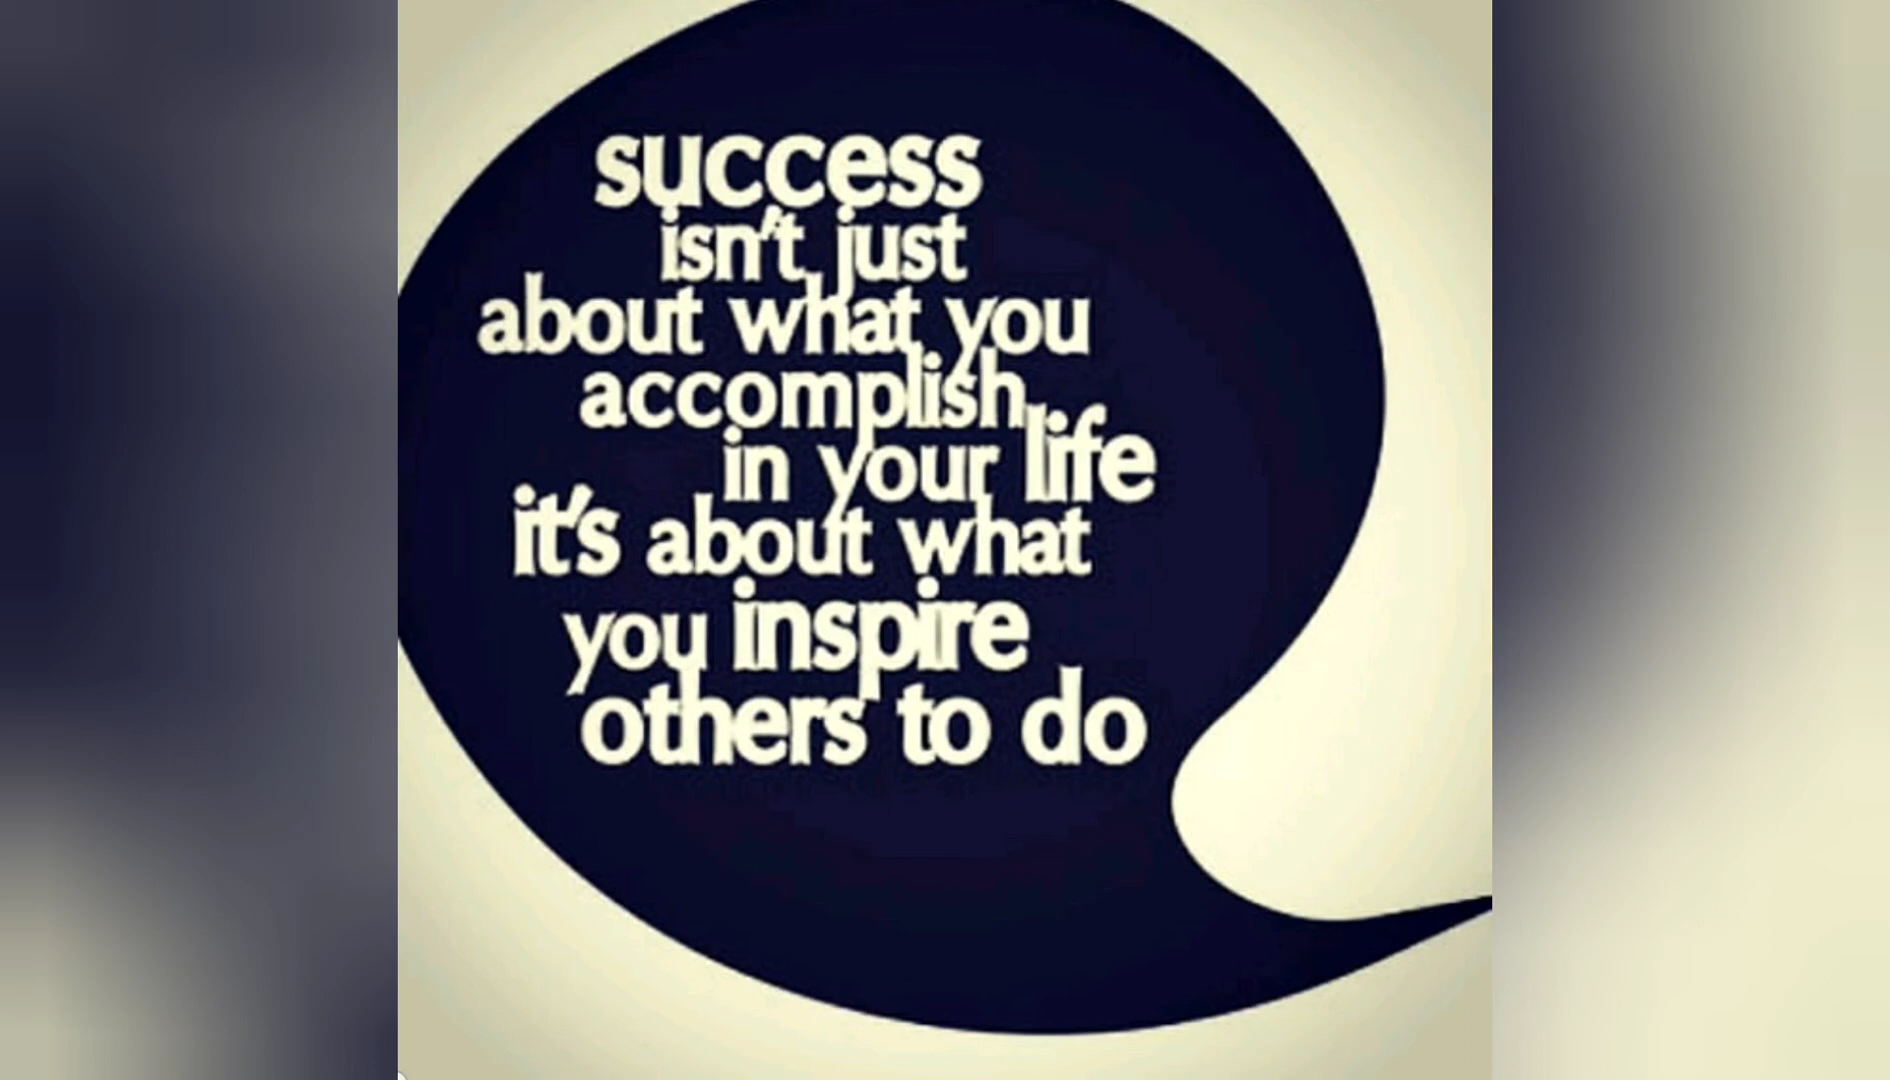 success
isn't just
about what you
accomplish
in your life
it's about what
you inspire
others to do